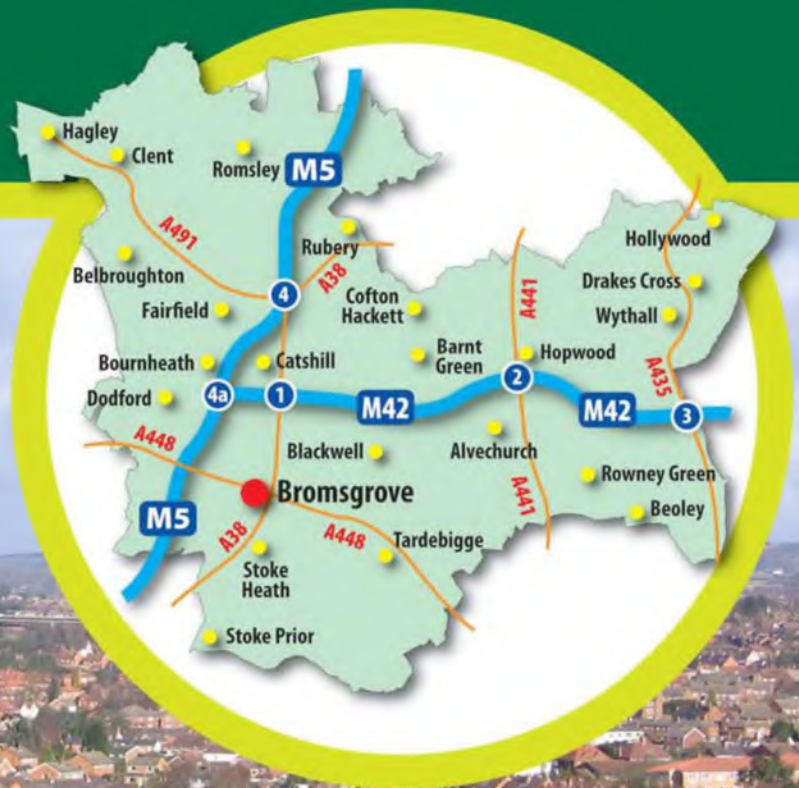 Hagley
Clent
Romsley
M5
A491
Rubery
A38
Hollywood
Belbroughton
4
Drakes Cross
Fairfield
Cofton
Hackett
A441
Wythall
Bournheath
Catshill
Barnt
Green
Hopwood
A435
Dodford
4a
1
M42
2
M42
3
A448
Blackwell
Alvechurch
Rowney Green
Bromsgrove
A441
Beoley
M5
A38
A448
Tardebigge
Stoke
Heath
Stoke Prior